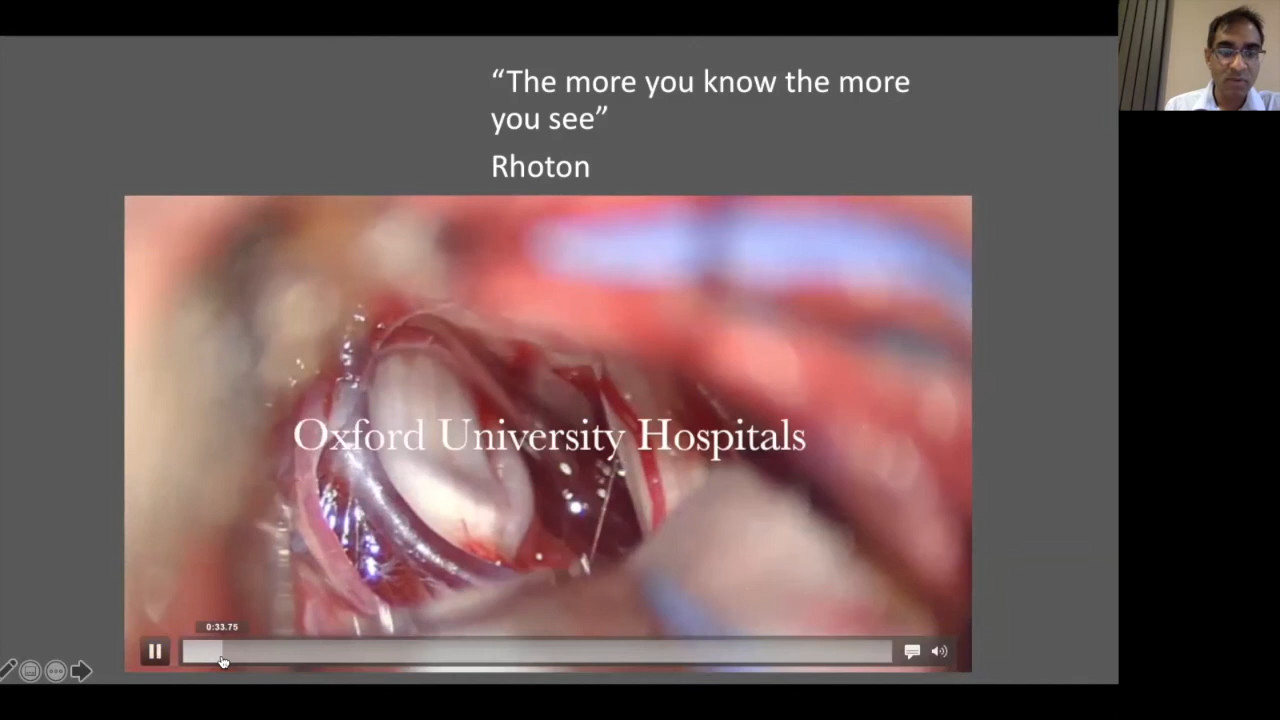 “The more you know the more
you see”
Rhoton
Oxford University Hospitals
0:33.75